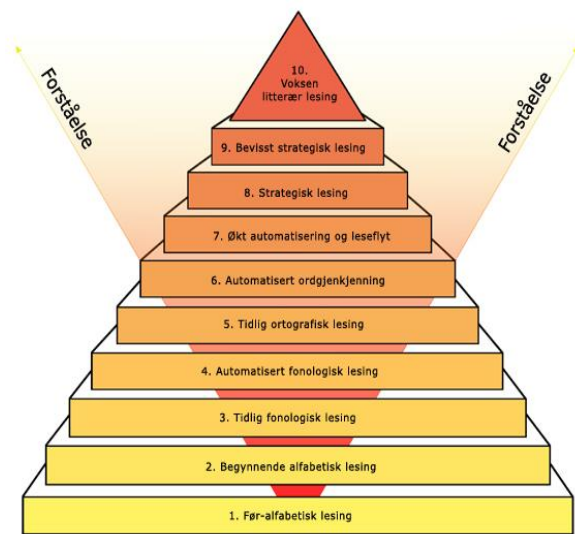 Forståelse
Forståelse
10.
Voksen
litterær lesing
9. Bevisst strategisk lesing
8. Strategisk lesing
7. Økt automatisering og leseflyt
6. Automatisert ordgjenkjenning
5. Tidlig ortografisk lesing
4. Automatisert fonologisk lesing
3. Tidlig fonologisk lesing
2. Begynnende alfabetisk lesing
1. Før-alfabetisk lesing